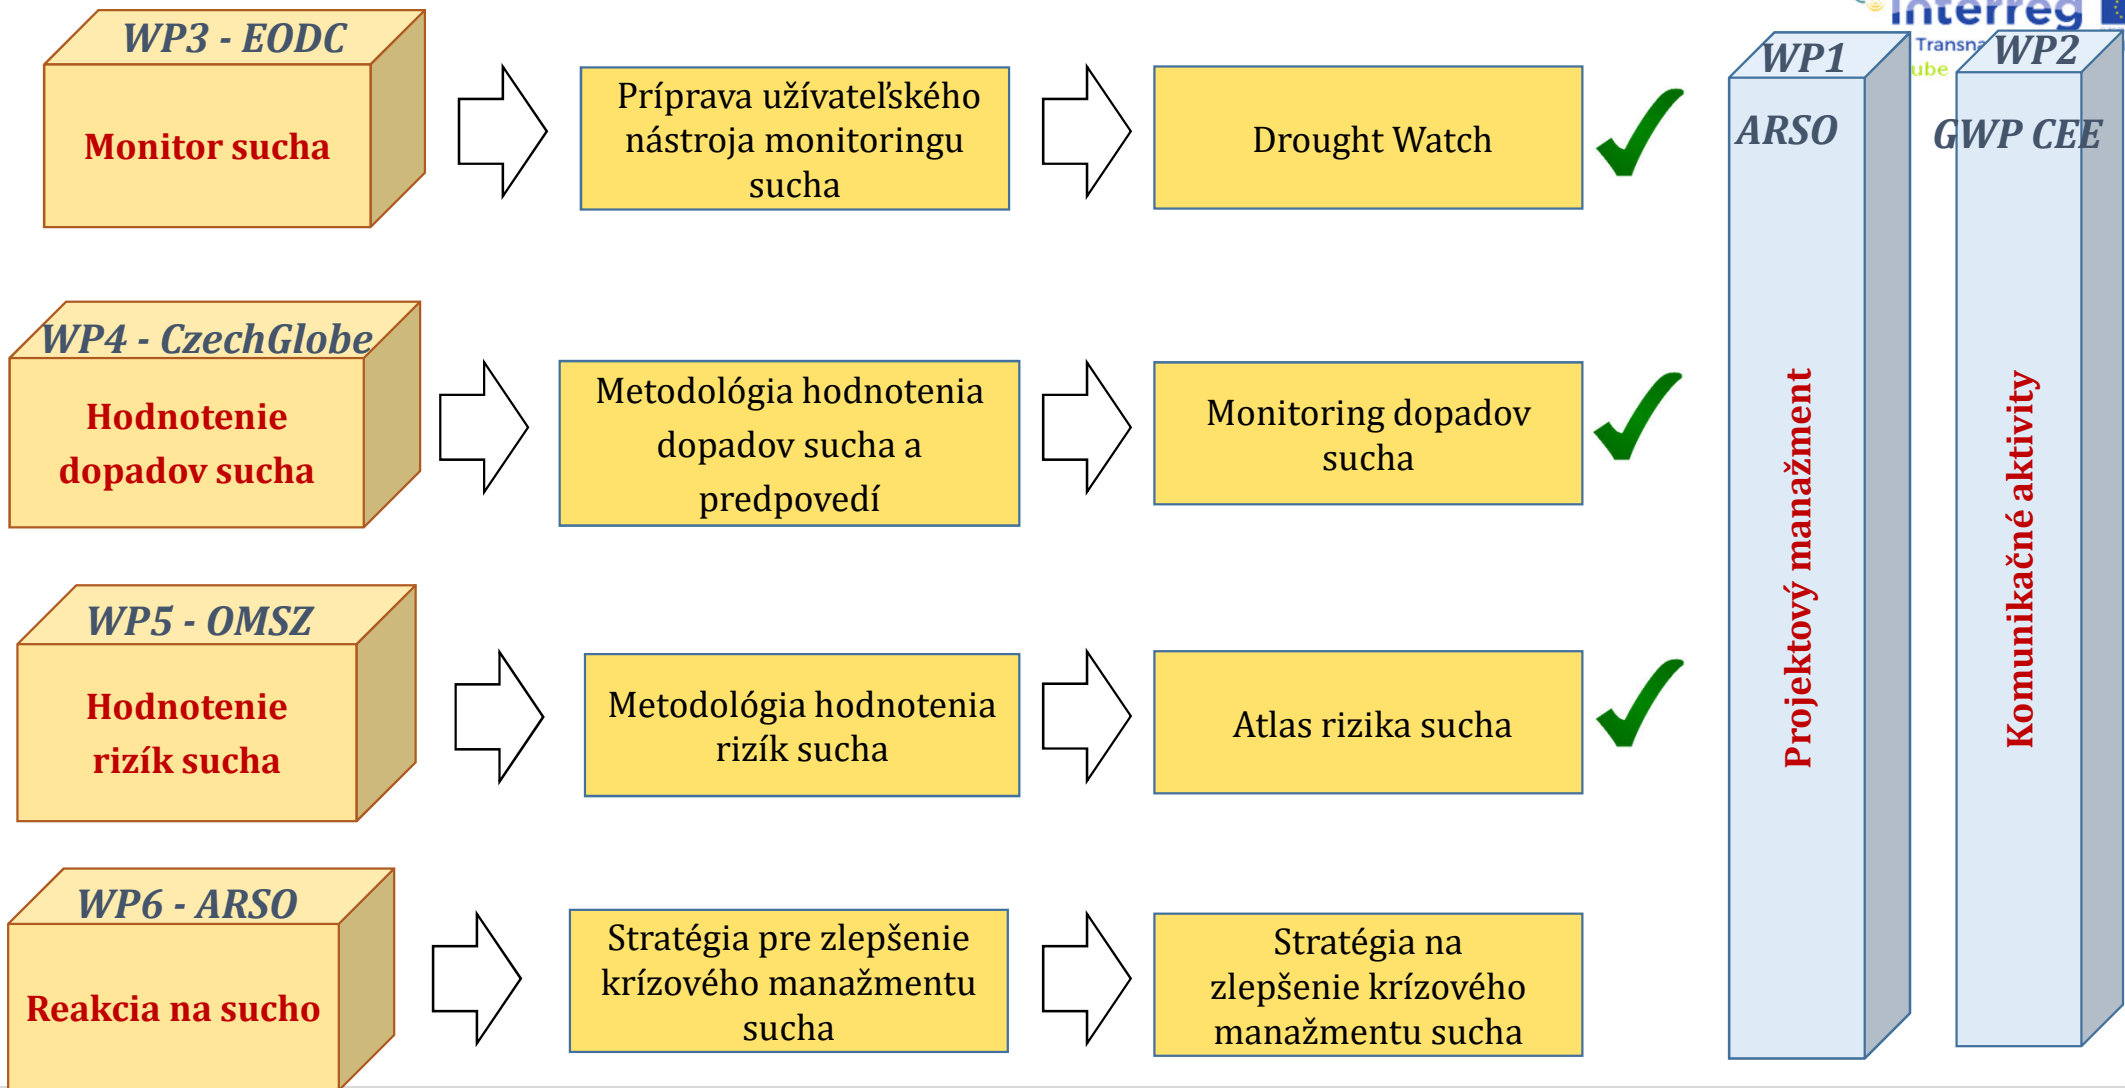 Interreg
Transna
ube
WP3 - EODC
Monitor sucha
Príprava užívateľského
nástroja monitoringu
sucha
Drought Watch
WP4 - CzechGlobe
Hodnotenie
dopadov sucha
Metodológia hodnotenia
dopadov sucha a
predpovedí
Monitoring dopadov
sucha
WP5 - OMSZ
Hodnotenie
rizík sucha
Metodológia hodnotenia
rizík sucha
Atlas rizika sucha
WP6 - ARSO
Reakcia na sucho
Stratégia pre zlepšenie
krízového manažmentu
sucha
Stratégia na
zlepšenie krízového
manažmentu sucha
WP1
ARSO
Projektový manažment
WP2
GWP CEE
Komunikačné aktivity